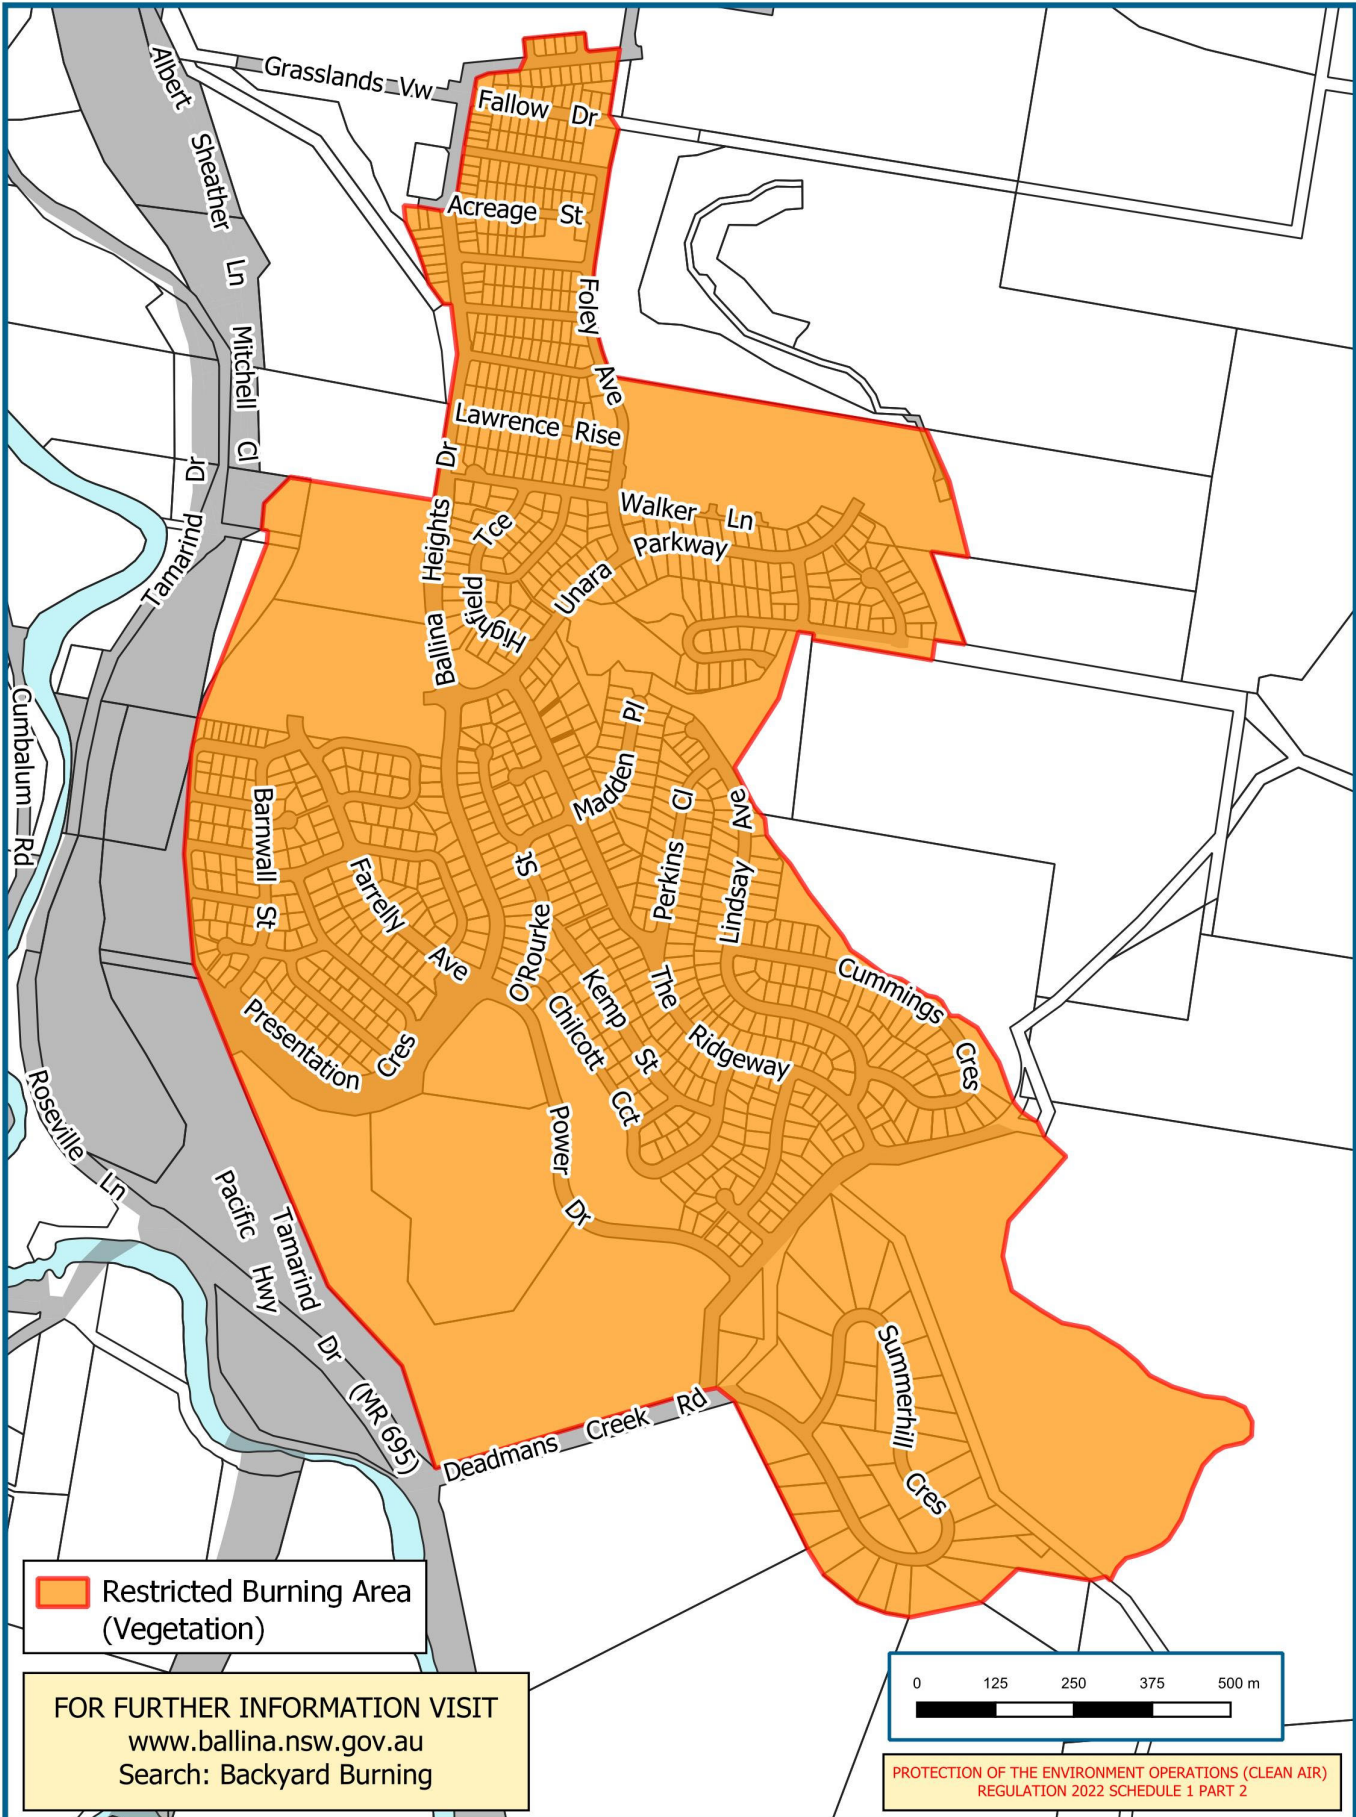 Albert Sheather Ln
Grasslands Vw
Fallow Dr
Acreage St
Foley Ave
Mitchell Cl
Lawrence Rise
Ballina Heights Dr
Walker Ln
Unara Parkway
Highfield Tce
Tamarind Dr
Cumbalum Rd
Madden Pl
Perkins Cl
Lindsay Ave
Barnwall St
Farrelly Ave
O'Rourke St
Kemp St
The Ridgeway
Cummings Cres
Chilcott Cct
Presentation Cres
Power Dr
Roseville Ln
Pacific Hwy
Tamarind Dr (MR 695)
Summerhill Cres
Deadmans Creek Rd
Restricted Burning Area
(Vegetation)
FOR FURTHER INFORMATION VISIT
www.ballina.nsw.gov.au
Search: Backyard Burning
0 125 250 375 500 m
PROTECTION OF THE ENVIRONMENT OPERATIONS (CLEAN AIR)
REGULATION 2022 SCHEDULE 1 PART 2